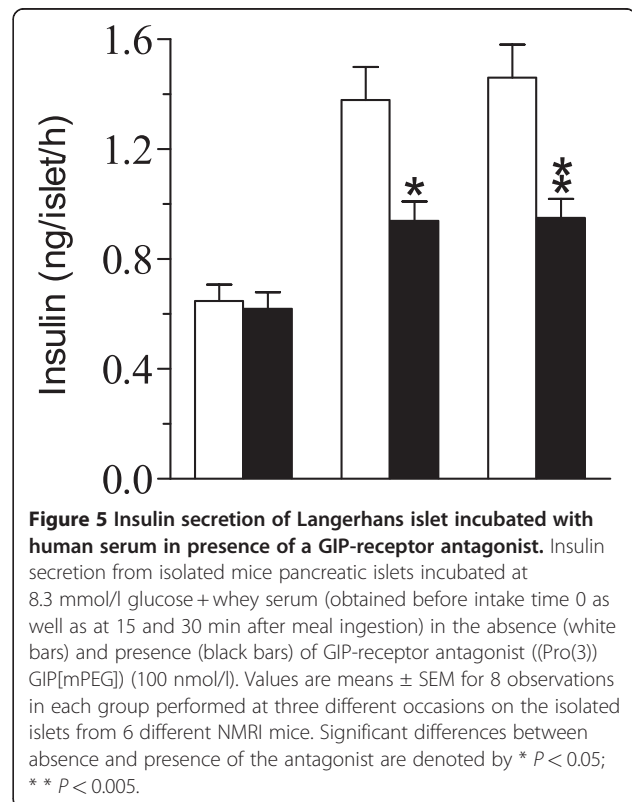 1.6
1.2
0.8
0.4
0.0
Insulin (ng/islet/h)
*
**
Figure 5 Insulin secretion of Langerhans islet incubated with
human serum in presence of a GIP-receptor antagonist. Insulin
secretion from isolated mice pancreatic islets incubated at
8.3 mmol/l glucose + whey serum (obtained before intake time 0 as
well as at 15 and 30 min after meal ingestion) in the absence (white
bars) and presence (black bars) of GIP-receptor antagonist ((Pro(3))
GIP[mPEG]) (100 nmol/l). Values are means ± SEM for 8 observations
in each group performed at three different occasions on the isolated
islets from 6 different NMRI mice. Significant differences between
absence and presence of the antagonist are denoted by * P < 0.05;
* * P < 0.005.